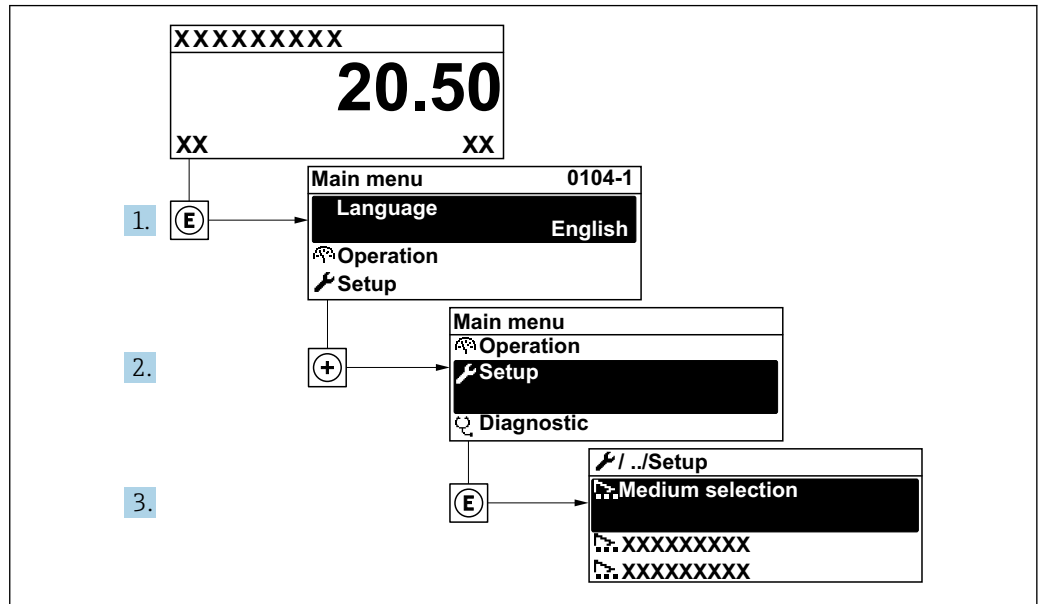 XXXXXXXXX
20.50
XX XX
Main menu 0104-1
1. E Language
English
Operation
Setup
Main menu
Operation
2. + Setup
Diagnostic
/ ../Setup
3. E Medium selection
XXXXXXXXX
XXXXXXXXX